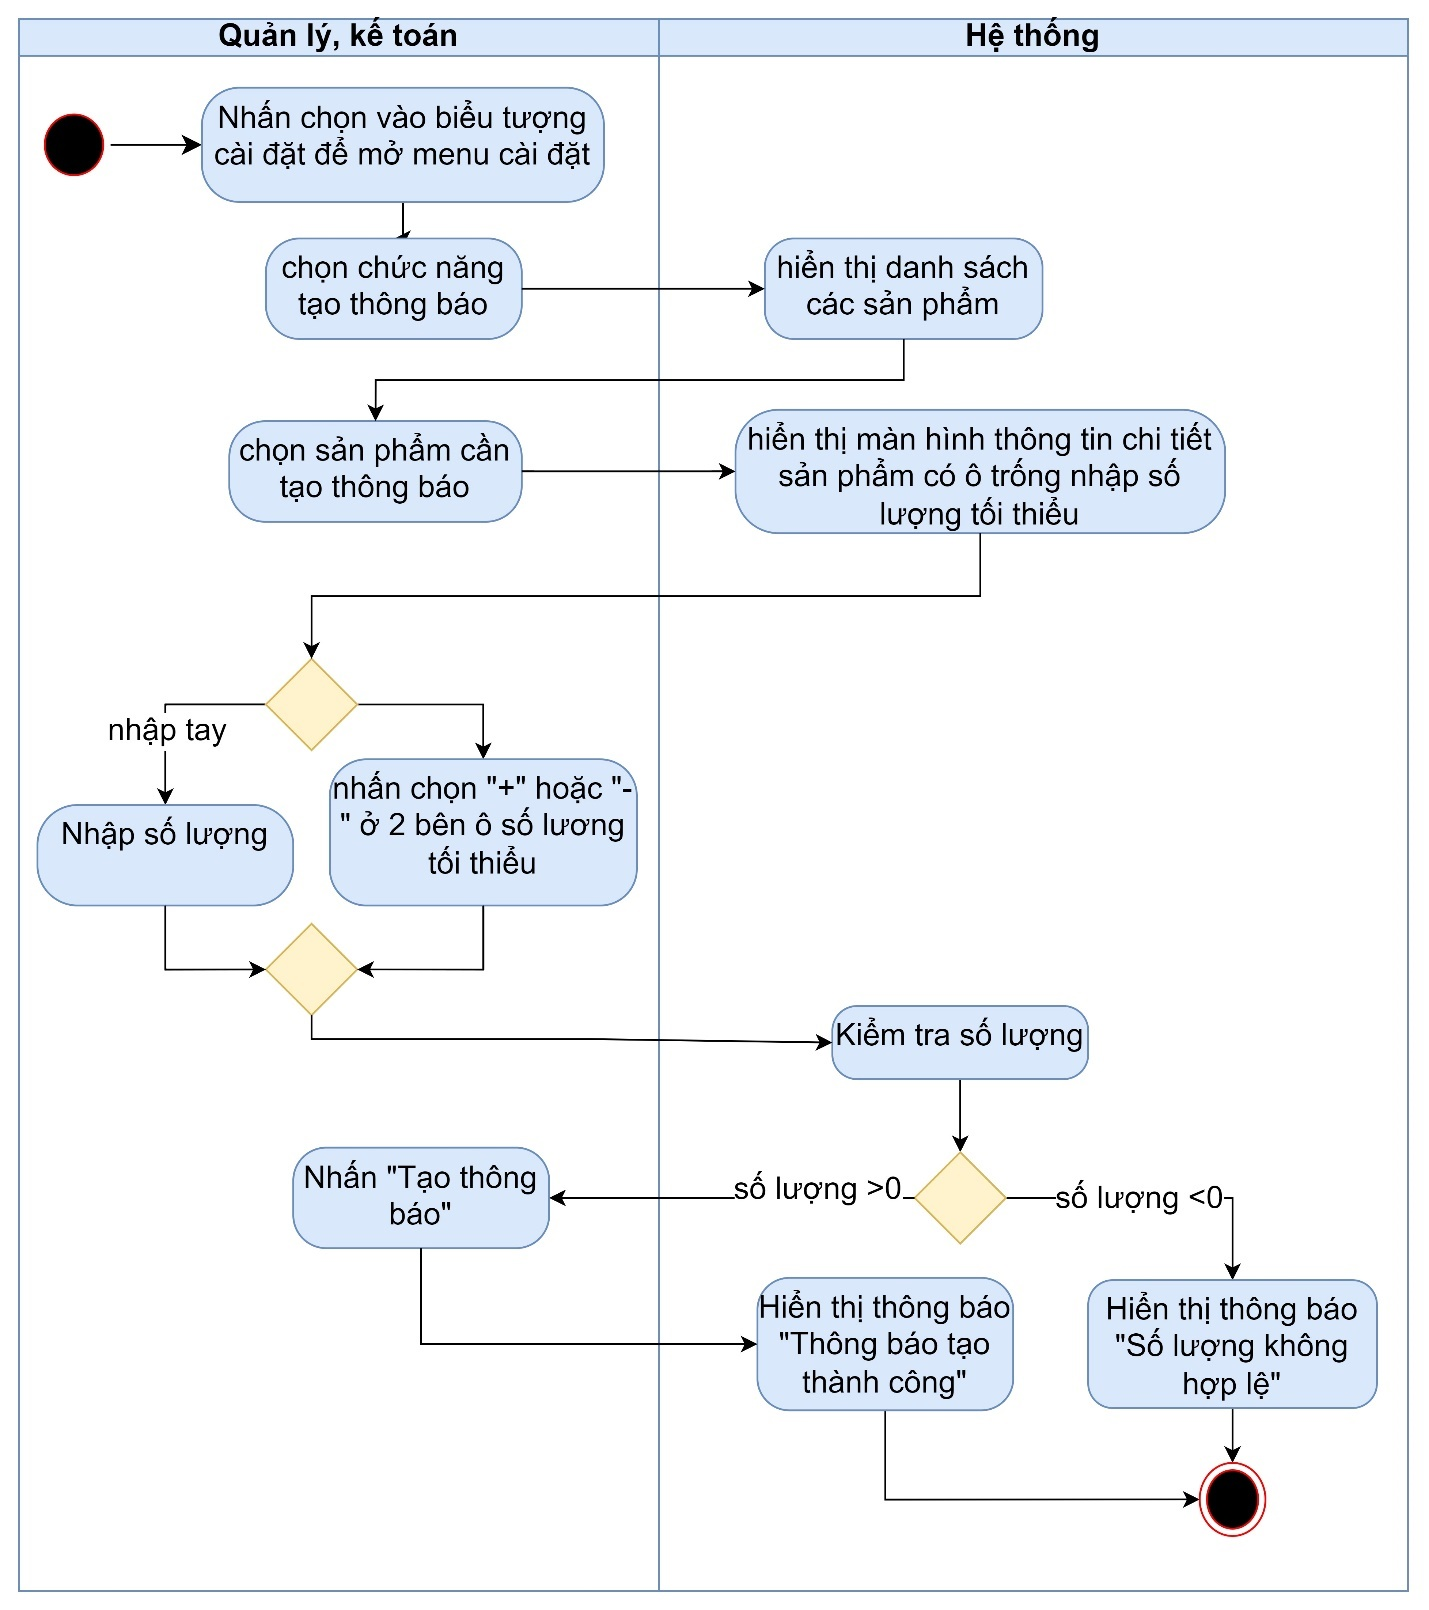 Quản lý, kế toán
Hệ thống
Nhấn chọn vào biểu tượng
cài đặt để mở menu cài đặt
chọn chức năng
tạo thông báo
hiển thị danh sách
các sản phẩm
chọn sản phẩm cần
tạo thông báo
hiển thị màn hình thông tin chi tiết
sản phẩm có ô trống nhập số
lượng tối thiểu
nhập tay
Nhập số lượng
nhấn chọn "+" hoặc "-
" ở 2 bên ô số lương
tối thiểu
Kiểm tra số lượng
số lượng >0
số lượng <0
Nhấn "Tạo thông
báo"
Hiển thị thông báo
"Thông báo tạo
thành công"
Hiển thị thông báo
"Số lượng không
hợp lệ"